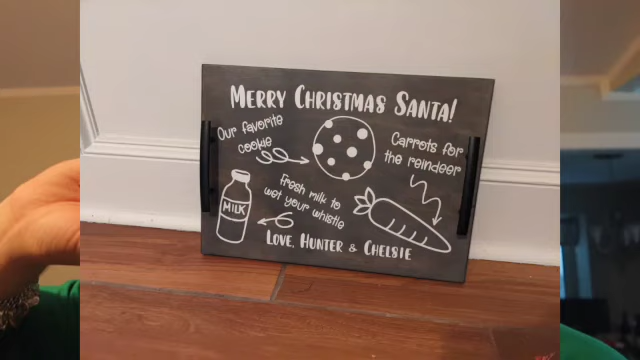 MERRY CHRISTMAS SANTA!
Our favorite
cookie
Carrots for
the reindeer
Fresh milk to
wet your whistle
MILK
LOVE, HUNTER & CHELSIE